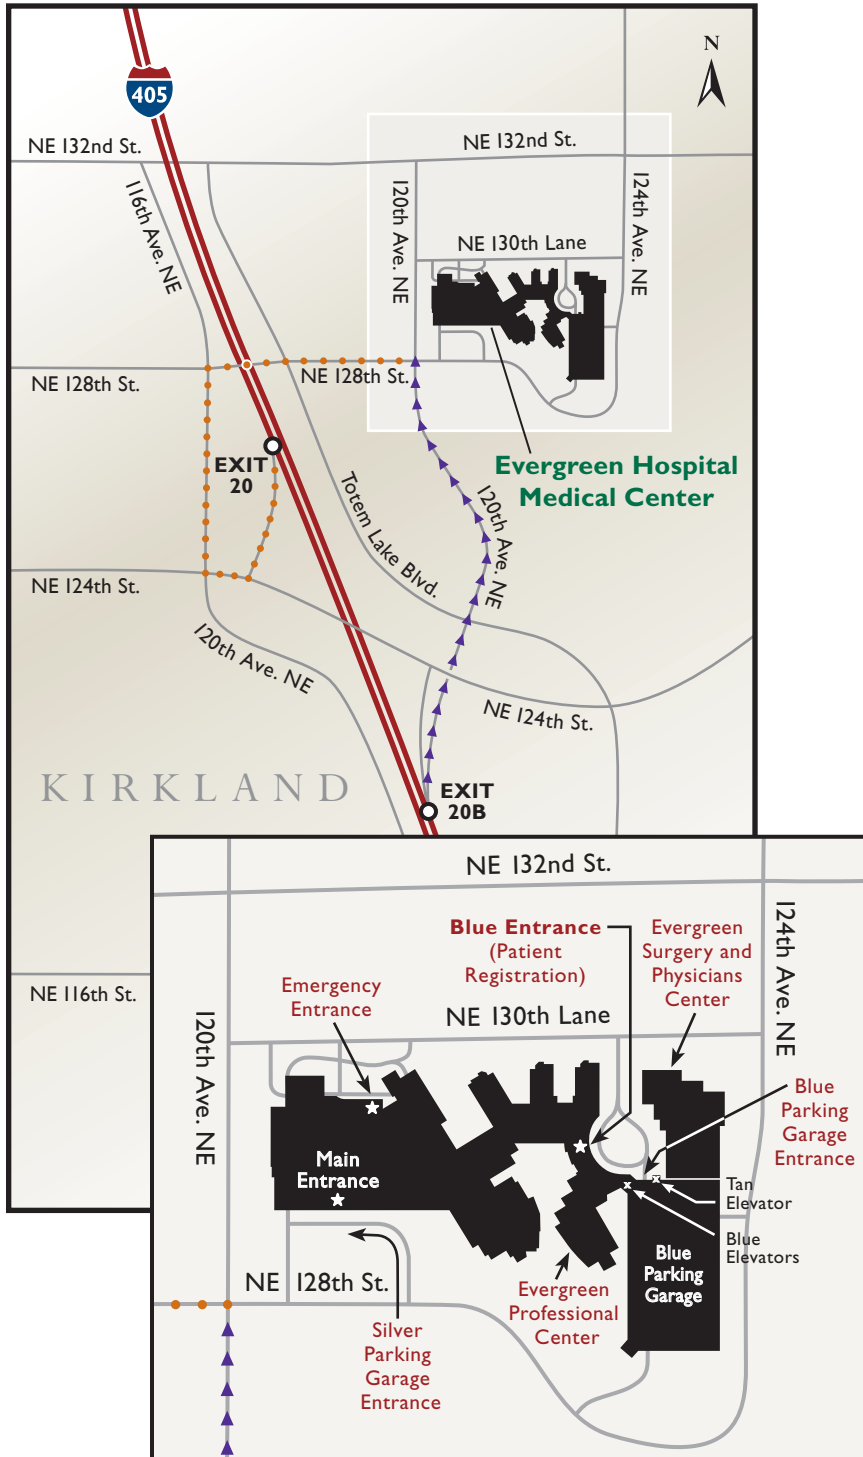 N
405
NE 132nd St.
NE 132nd St.
116th Ave. NE
120th Ave. NE
124th Ave. NE
NE 130th Lane
NE 128th St.
NE 128th St.
EXIT
20
Evergreen Hospital
Medical Center
Totem Lake Blvd.
120th Ave. NE
NE 124th St.
120th Ave. NE
NE 124th St.
KIRKLAND
EXIT
20B
NE 116th St.
NE 132nd St.
Blue Entrance
(Patient
Registration)
Evergreen
Surgery and
Physicians
Center
124th Ave. NE
Emergency
Entrance
NE 130th Lane
120th Ave. NE
Blue
Parking
Garage
Entrance
Main
Entrance
Tan
Elevator
Blue
Elevators
Blue
Parking
Garage
NE 128th St.
Evergreen
Professional
Center
Silver
Parking
Garage
Entrance